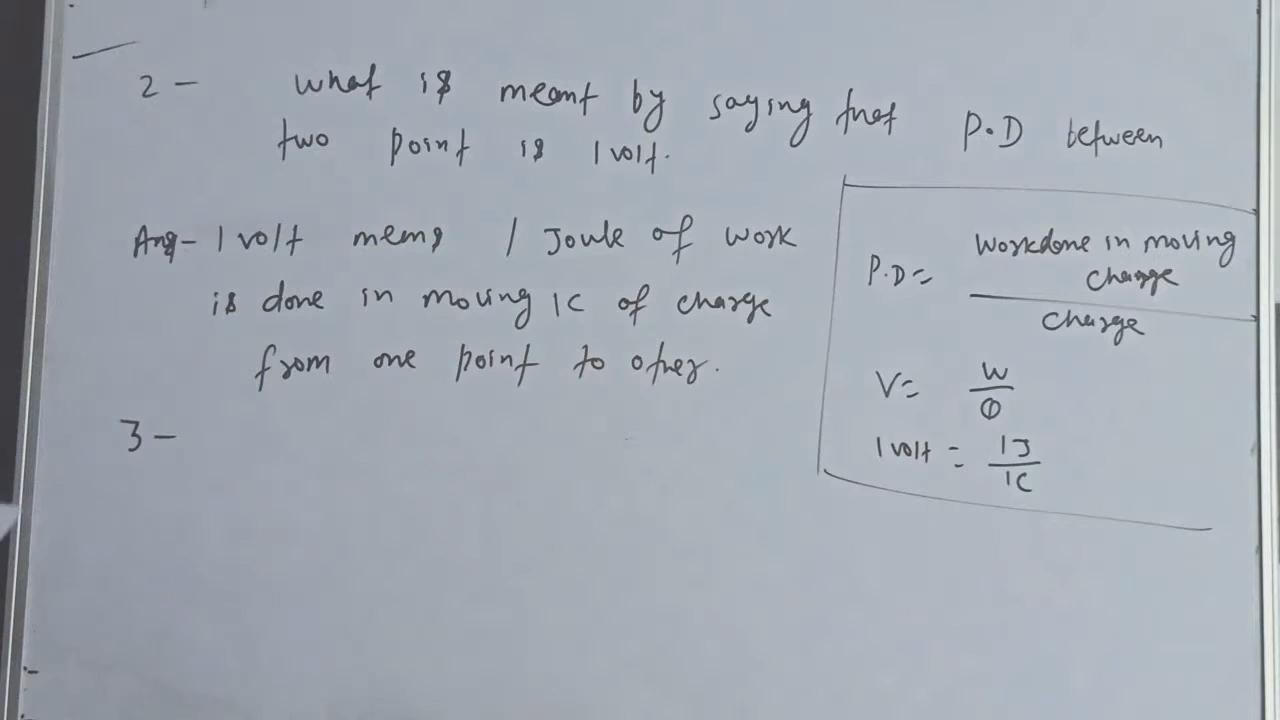 2 - What is meant by saying that P.D between
two point is 1 volt.
Ans - 1 volt means 1 Joule of work
is done in moving 1C of charge
from one point to other.
3 -
P.D = Workdone in moving
charge
charge
V = W
Q
1 volt = 1J
1C